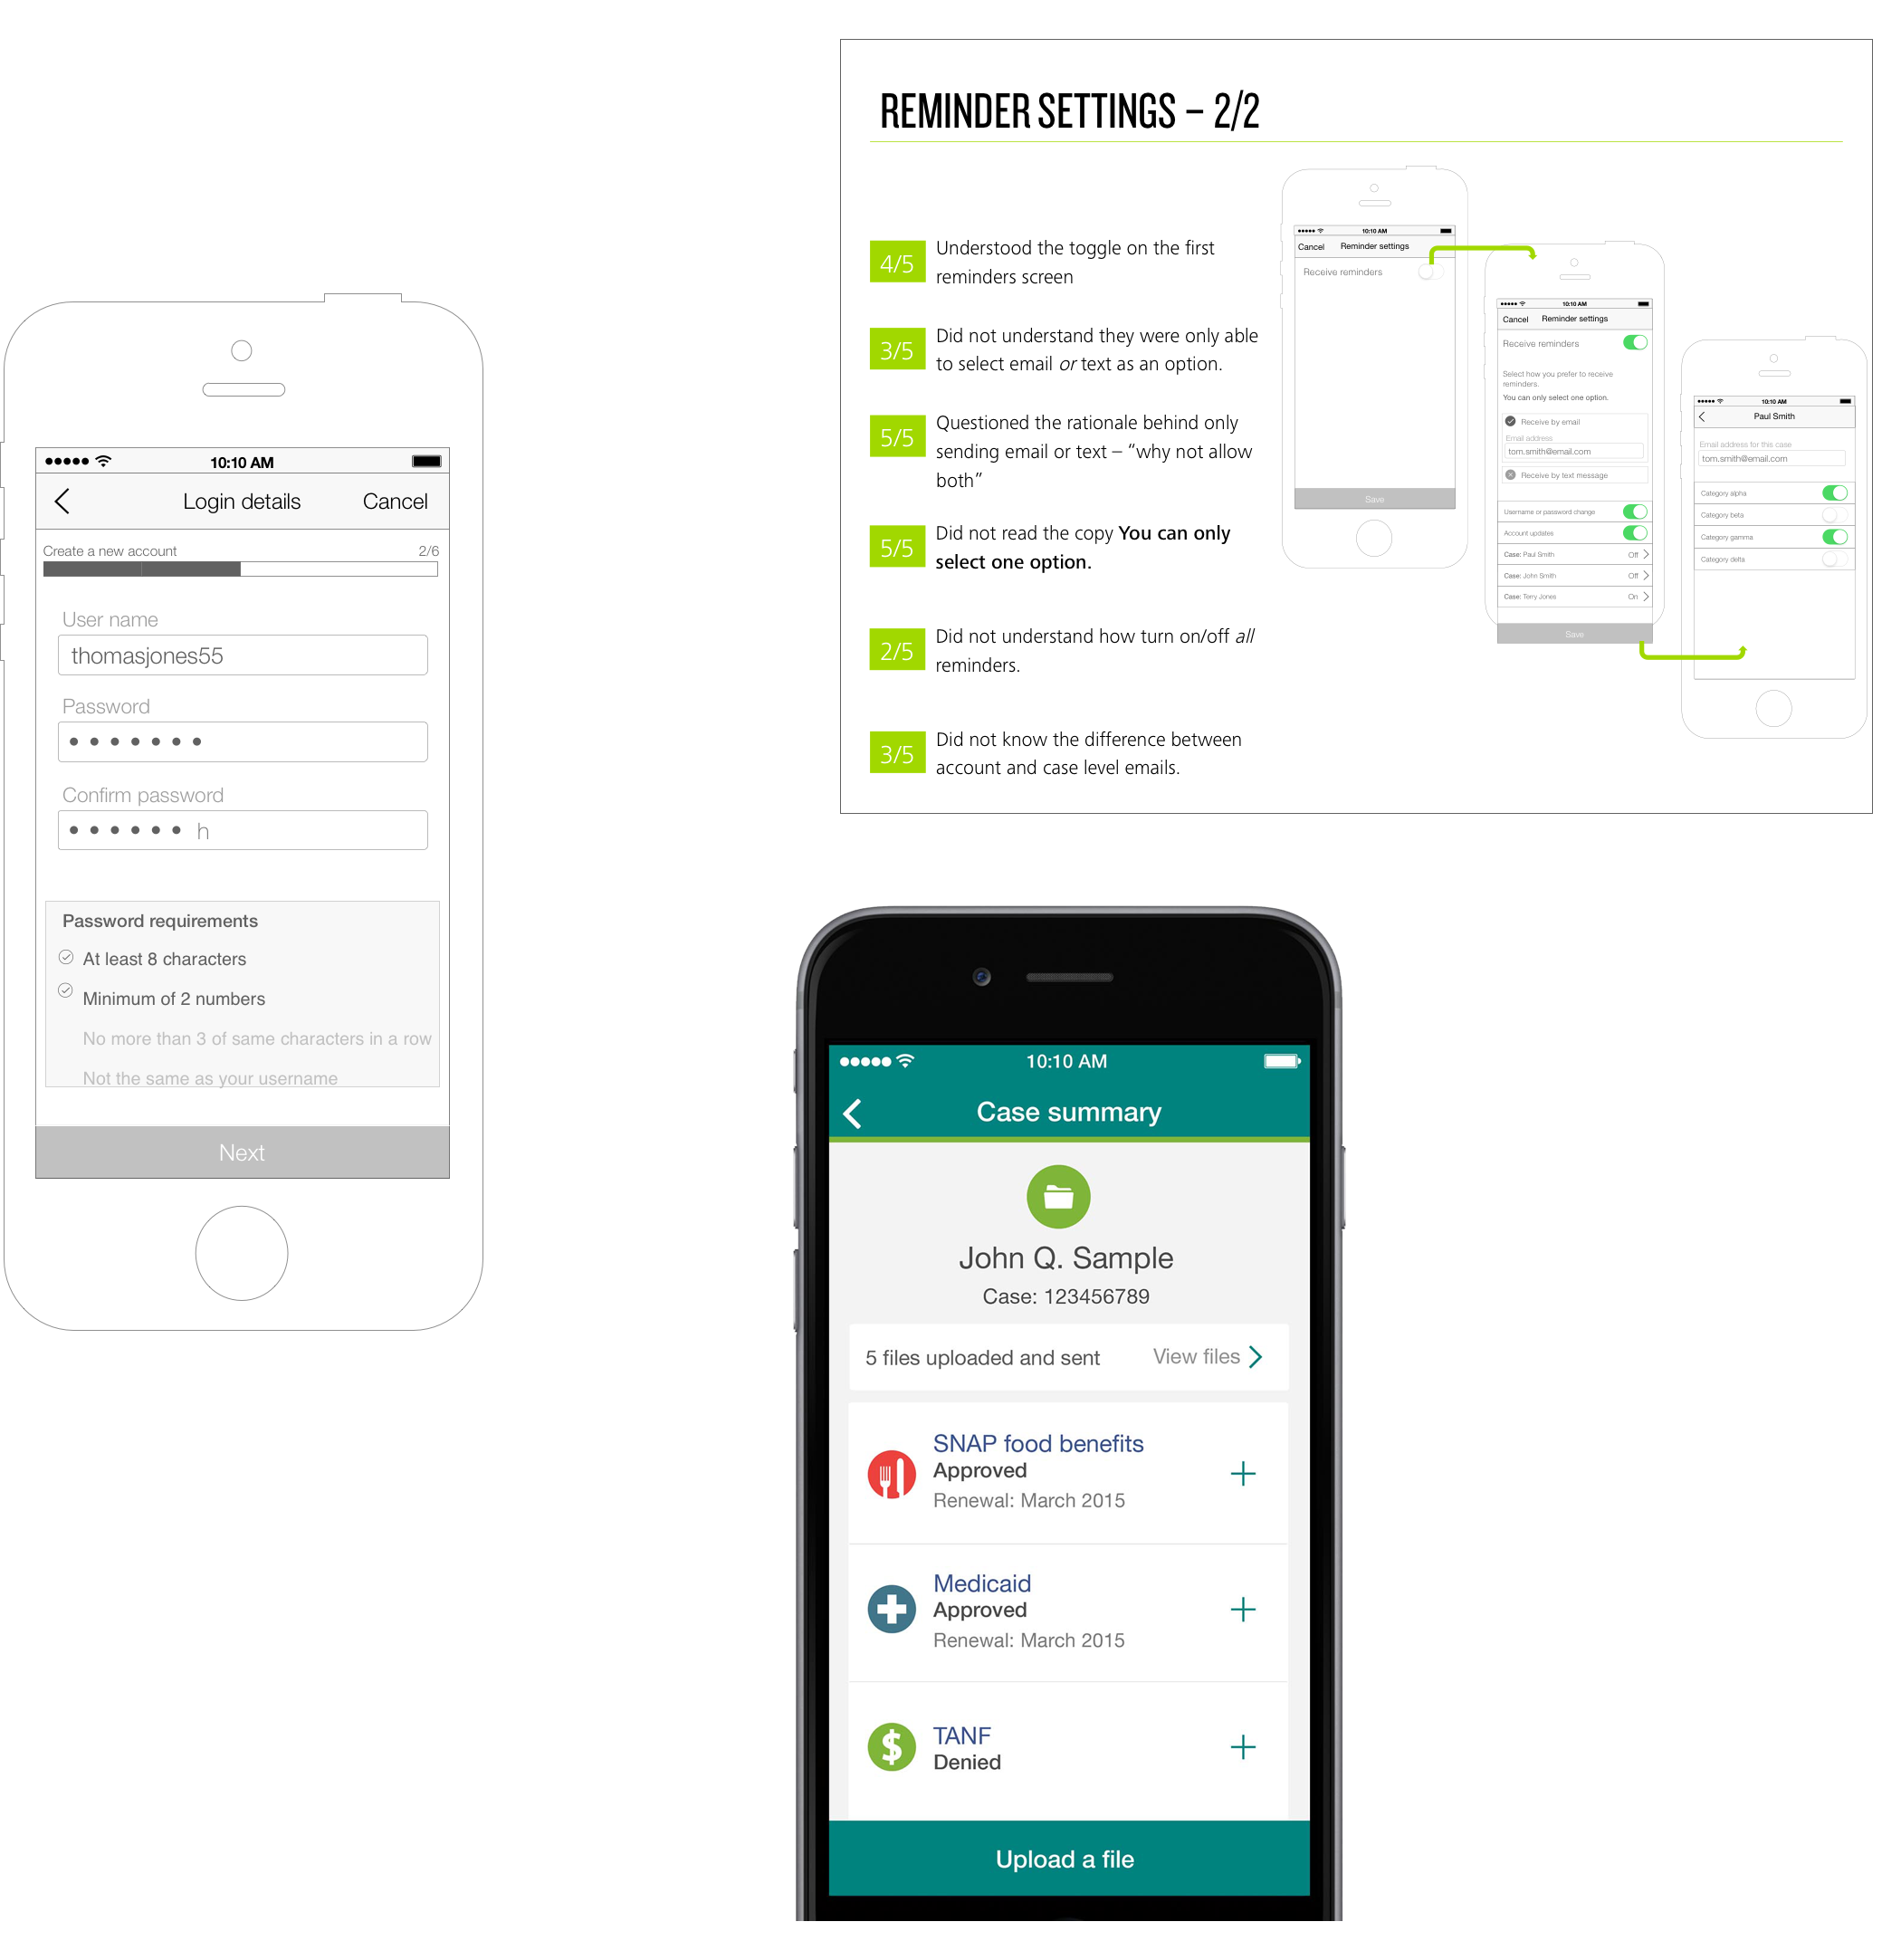 10:10 AM
Login details
Cancel
Create a new account
2/6
User name
thomasjones55
Password
Confirm password
h
Password requirements
At least 8 characters
Minimum of 2 numbers
No more than 3 of same characters in a row
Not the same as your username
Next
REMINDER SETTINGS – 2/2
4/5
Understood the toggle on the first
reminders screen
3/5
Did not understand they were only able
to select email or text as an option.
5/5
Questioned the rationale behind only
sending email or text – “why not allow
both”
5/5
Did not read the copy You can only
select one option.
2/5
Did not understand how turn on/off all
reminders.
3/5
Did not know the difference between
account and case level emails.
10:10 AM
Cancel
Reminder settings
Receive reminders
Save
10:10 AM
Cancel
Reminder settings
Receive reminders
Select how you prefer to receive
reminders.
You can only select one option.
Receive by email
Email address
tom.smith@email.com
Receive by text message
Username or password change
Account updates
Case: Paul Smith
Off
Case: John Smith
Off
Case: Terry Jones
On
Save
10:10 AM
Paul Smith
Email address for this case
tom.smith@email.com
Category alpha
Category beta
Category gamma
Category delta
10:10 AM
Case summary
John Q. Sample
Case: 123456789
5 files uploaded and sent
View files
SNAP food benefits
Approved
Renewal: March 2015
Medicaid
Approved
Renewal: March 2015
$
TANF
Denied
Upload a file